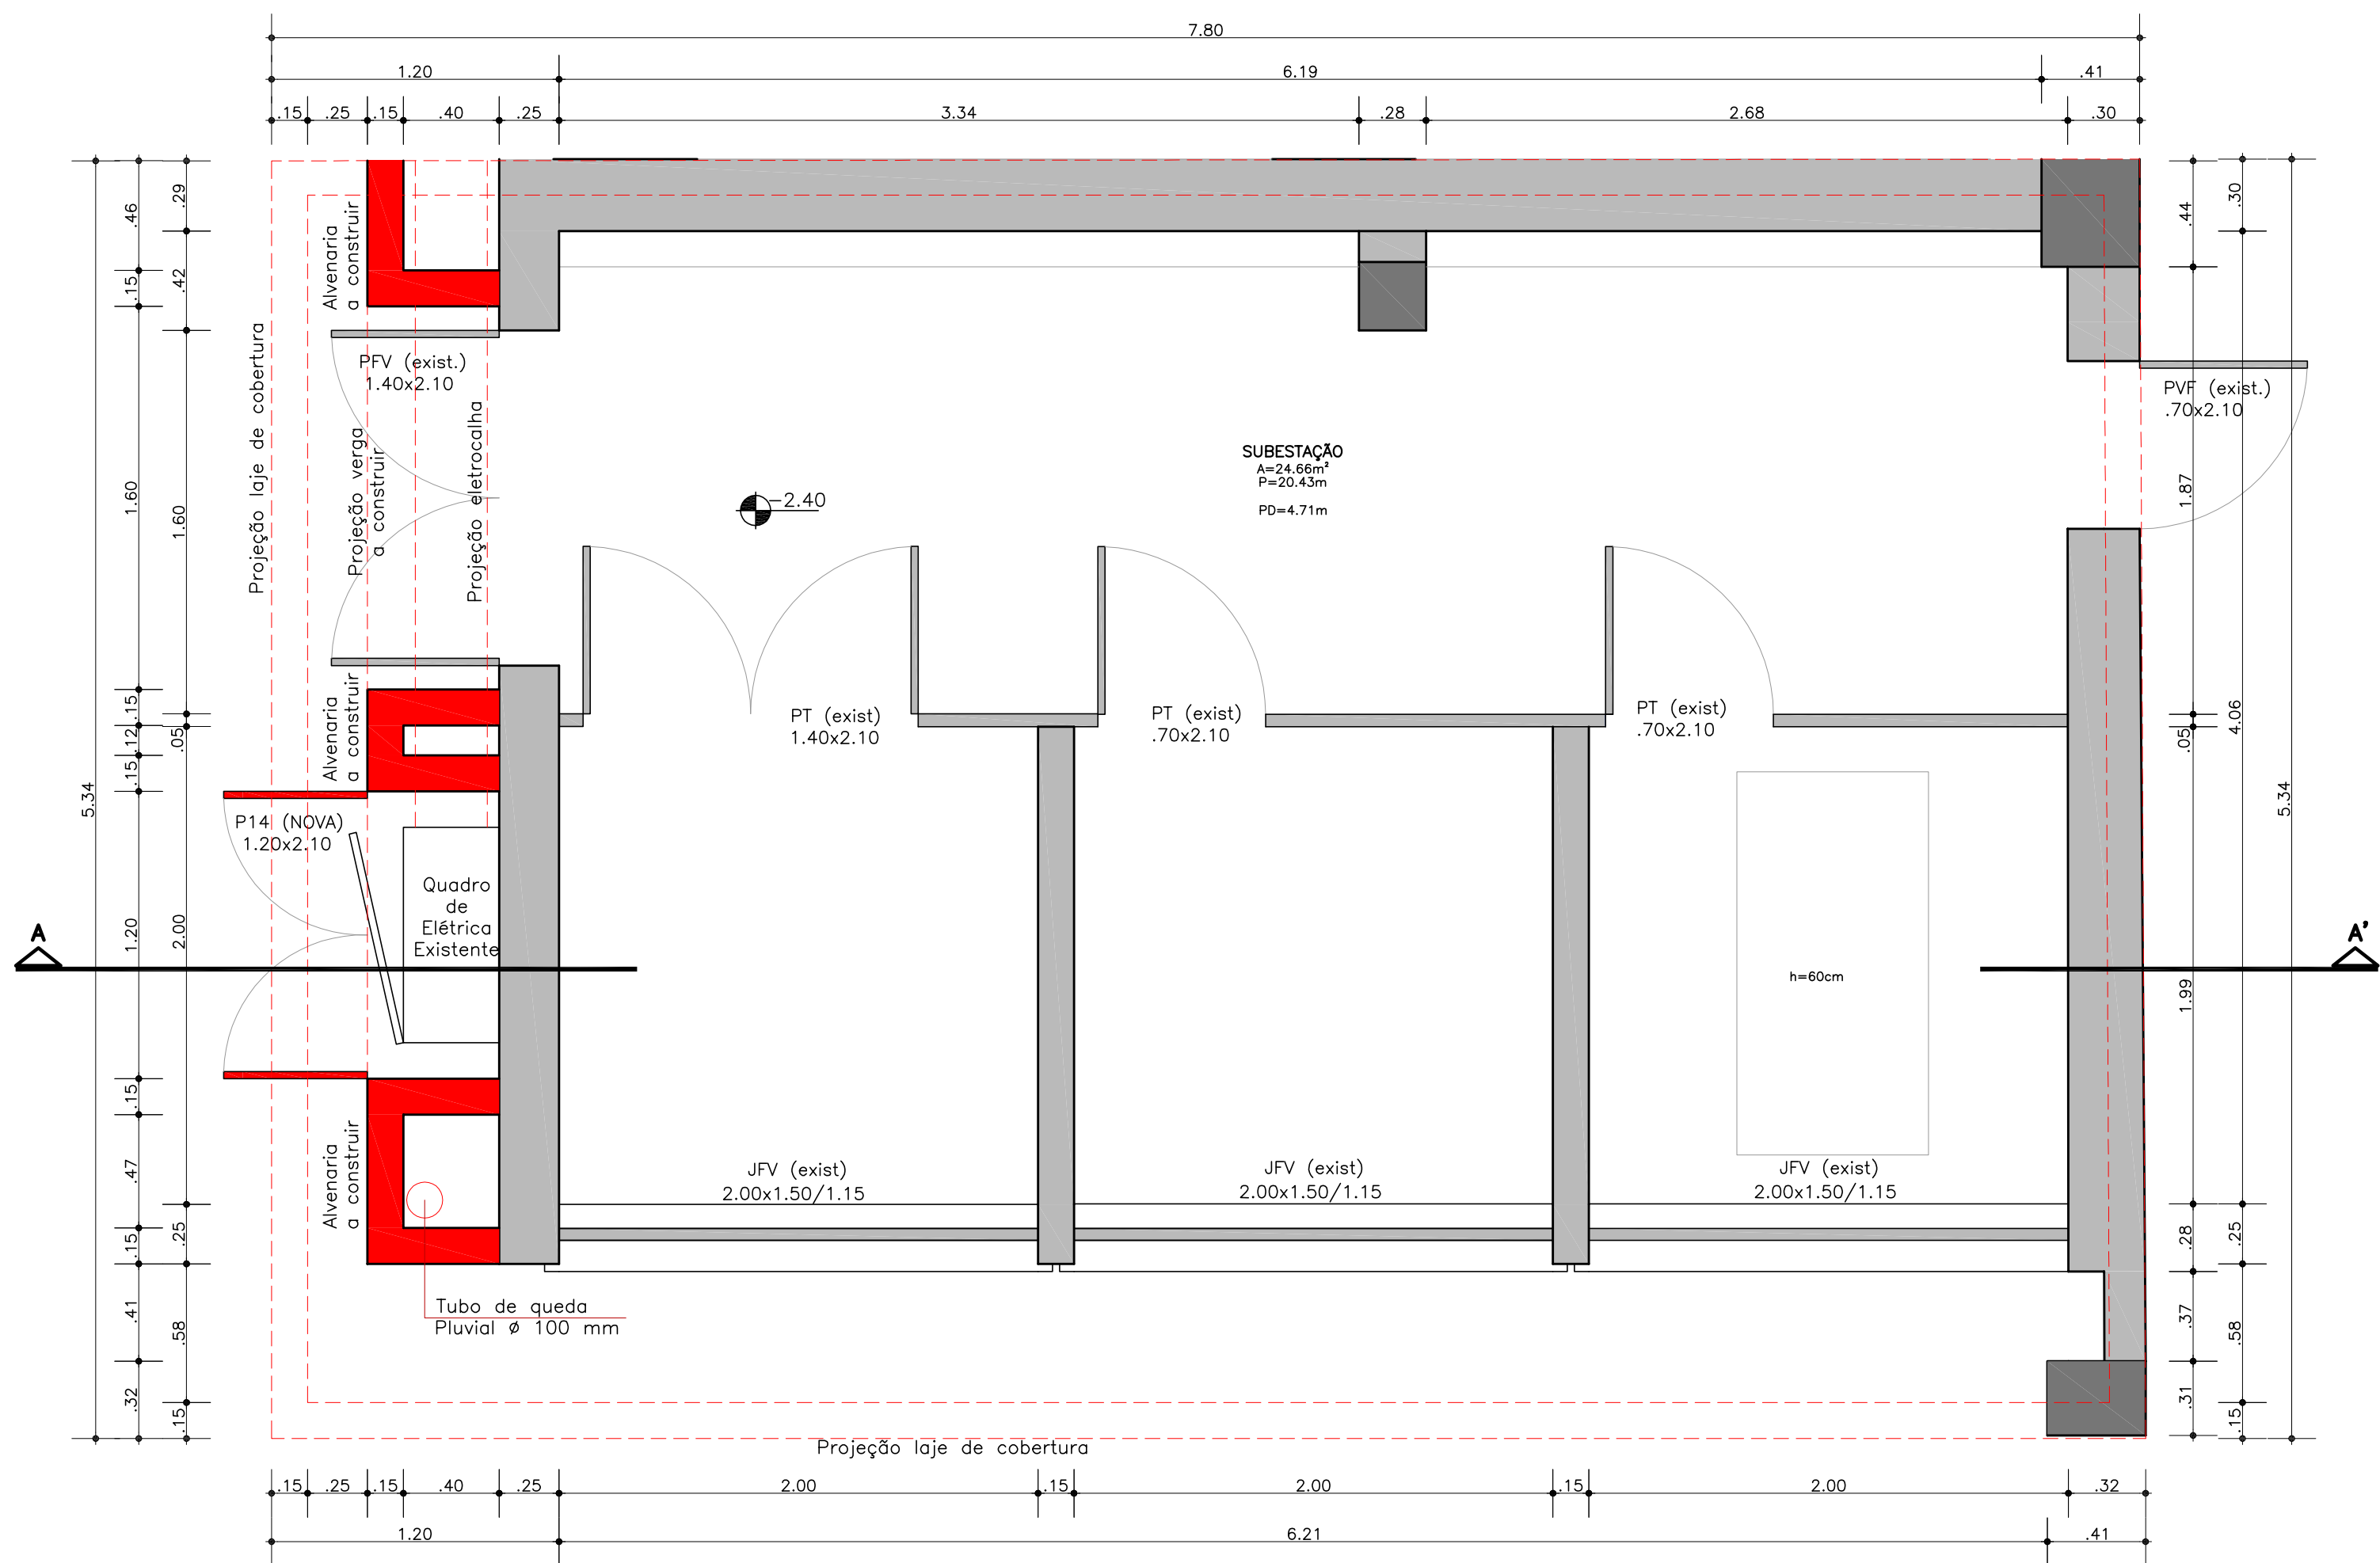 7.80
1.20 6.19 .41
.15 .25 .15 .40 .25 3.34 .28 2.68 .30
.46
.15
1.60
.15
.12
.15
1.20
.15
.47
.15
.41
.32
.29
.42
1.60
.05
2.00
.25
.58
.15
5.34
Alvenaria
a construir
Projeção laje de cobertura
PFV (exist.)
1.40x2.10
Projeção verga
a construir
Projeção eletrocalha
-2.40
SUBESTAÇÃO
A=24.66m²
P=20.43m
PD=4.71m
PVF (exist.)
.70x2.10
.44
1.87
.05
1.99
.28
.37
.31
.30
4.06
.25
.58
.15
5.34
Alvenaria
a construir
PT (exist)
1.40x2.10
PT (exist)
.70x2.10
PT (exist)
.70x2.10
P14 (NOVA)
1.20x2.10
Quadro
de
Elétrica
Existente
A
A'
h=60cm
Alvenaria
a construir
JFV (exist)
2.00x1.50/1.15
JFV (exist)
2.00x1.50/1.15
JFV (exist)
2.00x1.50/1.15
Tubo de queda
Pluvial ø 100 mm
Projeção laje de cobertura
.15 .25 .15 .40 .25 2.00 .15 2.00 .15 2.00 .32
1.20 6.21 .41